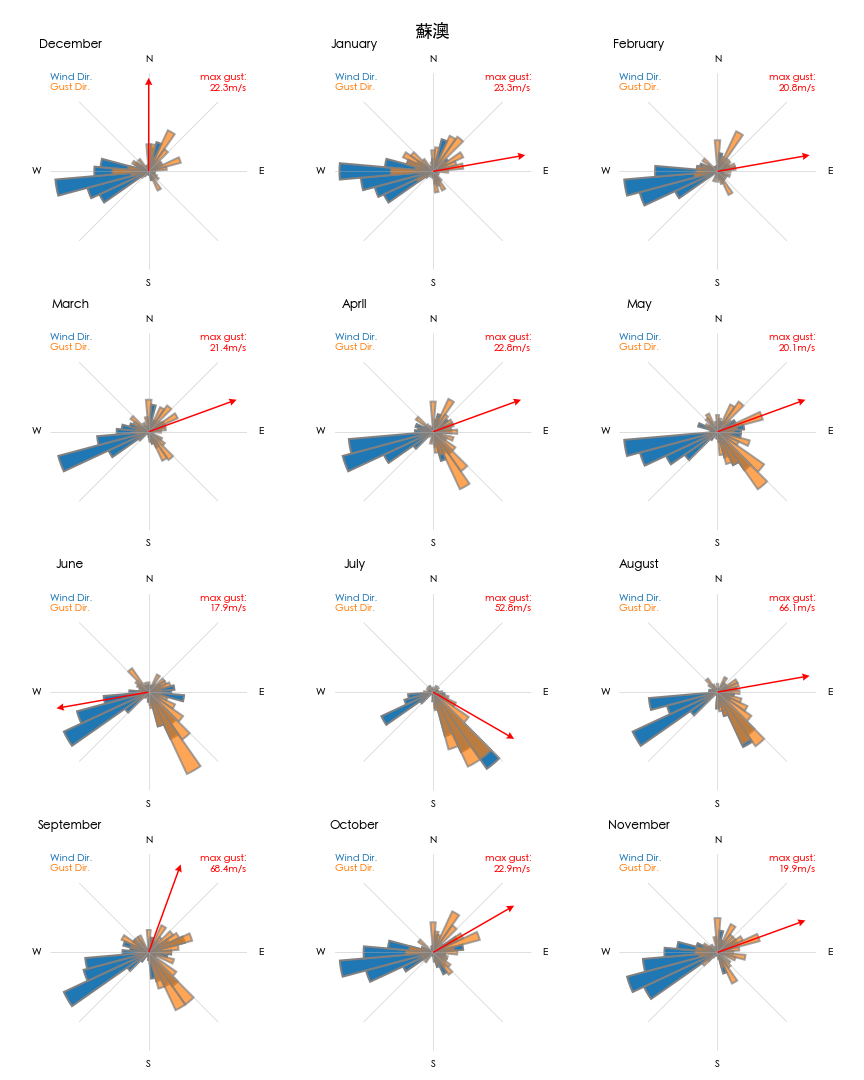 蘇澳
December
January
February
N
N
N
Wind Dir.
Gust Dir.
max gust:
22.3m/s
Wind Dir.
Gust Dir.
max gust:
23.3m/s
Wind Dir.
Gust Dir.
max gust:
20.8m/s
W
E
W
E
W
E
S
S
S
March
April
May
N
N
N
Wind Dir.
Gust Dir.
max gust:
21.4m/s
Wind Dir.
Gust Dir.
max gust:
22.8m/s
Wind Dir.
Gust Dir.
max gust:
20.1m/s
W
E
W
E
W
E
S
S
S
June
July
August
N
N
N
Wind Dir.
Gust Dir.
max gust:
17.9m/s
Wind Dir.
Gust Dir.
max gust:
52.8m/s
Wind Dir.
Gust Dir.
max gust:
66.1m/s
W
E
W
E
W
E
S
S
S
September
October
November
N
N
N
Wind Dir.
Gust Dir.
max gust:
68.4m/s
Wind Dir.
Gust Dir.
max gust:
22.9m/s
Wind Dir.
Gust Dir.
max gust:
19.9m/s
W
E
W
E
W
E
S
S
S